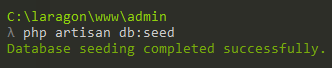 C:\laragon\www\admin
λ php artisan db:seed
Database seeding completed successfully.